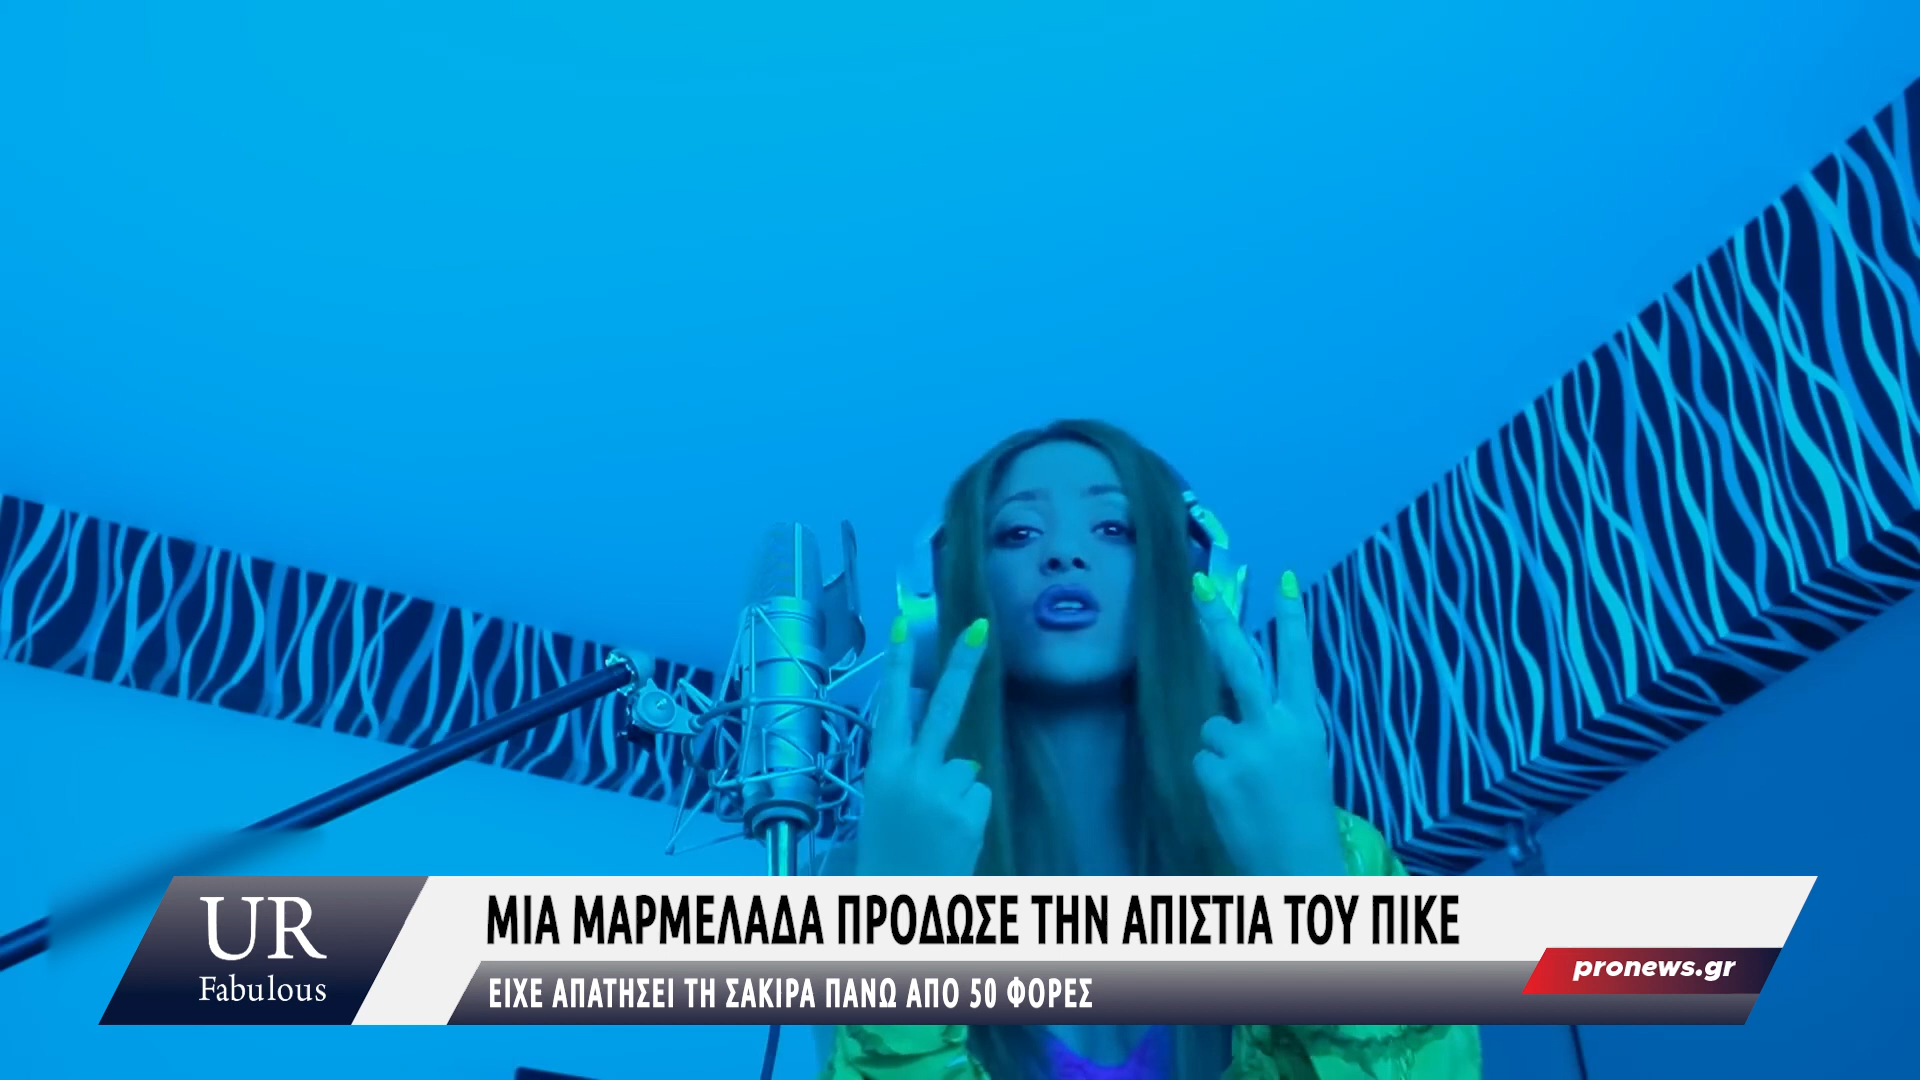 UR
Fabulous
ΜΙΑ ΜΑΡΜΕΛΑΔΑ ΠΡΟΔΩΣΕ ΤΗΝ ΑΠΙΣΤΙΑ ΤΟΥ ΠΙΚΕ
pronews.gr
ΕΙΧΕ ΑΠΑΤΗΣΕΙ ΤΗ ΣΑΚΙΡΑ ΠΑΝΩ ΑΠΟ 50 ΦΟΡΕΣ